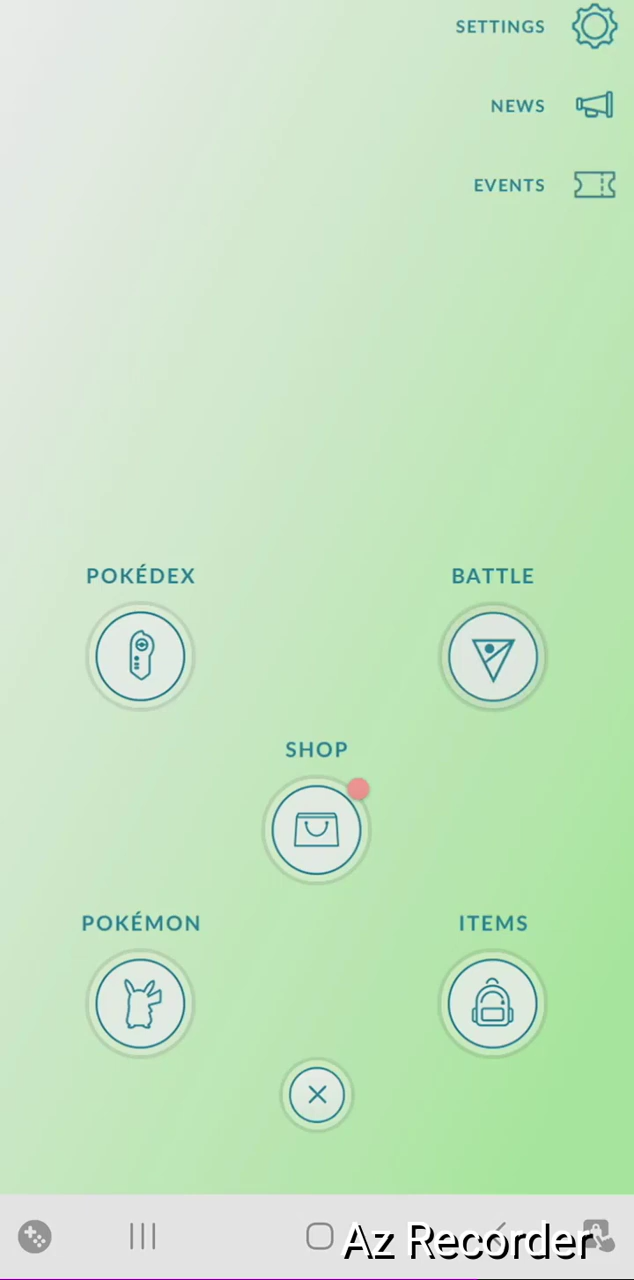 SETTINGS
NEWS
EVENTS
POKÉDEX
BATTLE
SHOP
POKÉMON
ITEMS
Az Recorder